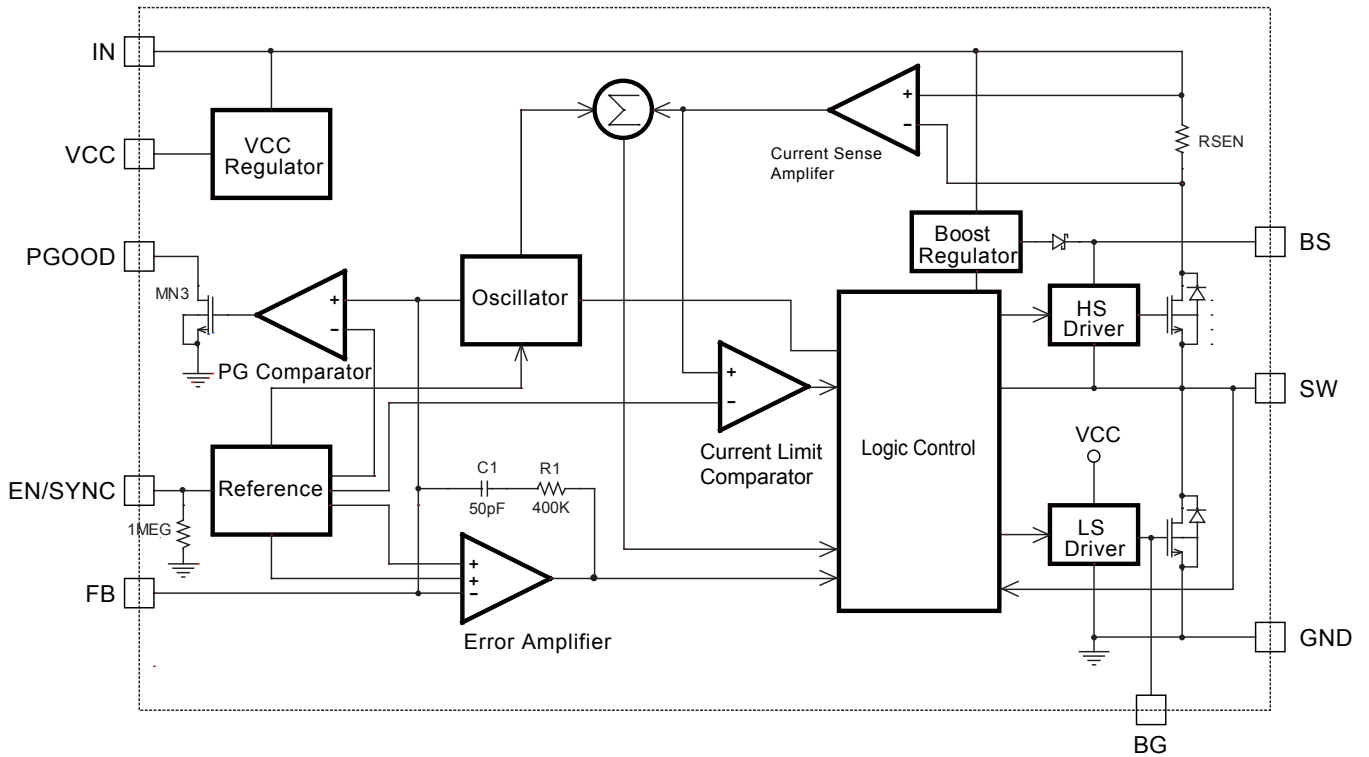 IN
VCC
VCC
Regulator
+
−
Current Sense
Amplifer
RSEN
PGOOD
MN3
+
−
PG Comparator
Oscillator
∑
Boost
Regulator
BS
HS
Driver
+
−
Current Limit
Comparator
Logic Control
SW
VCC
EN/SYNC
Reference
1MEG
C1
50pF
R1
400K
LS
Driver
FB
+
+
−
Error Amplifier
GND
BG